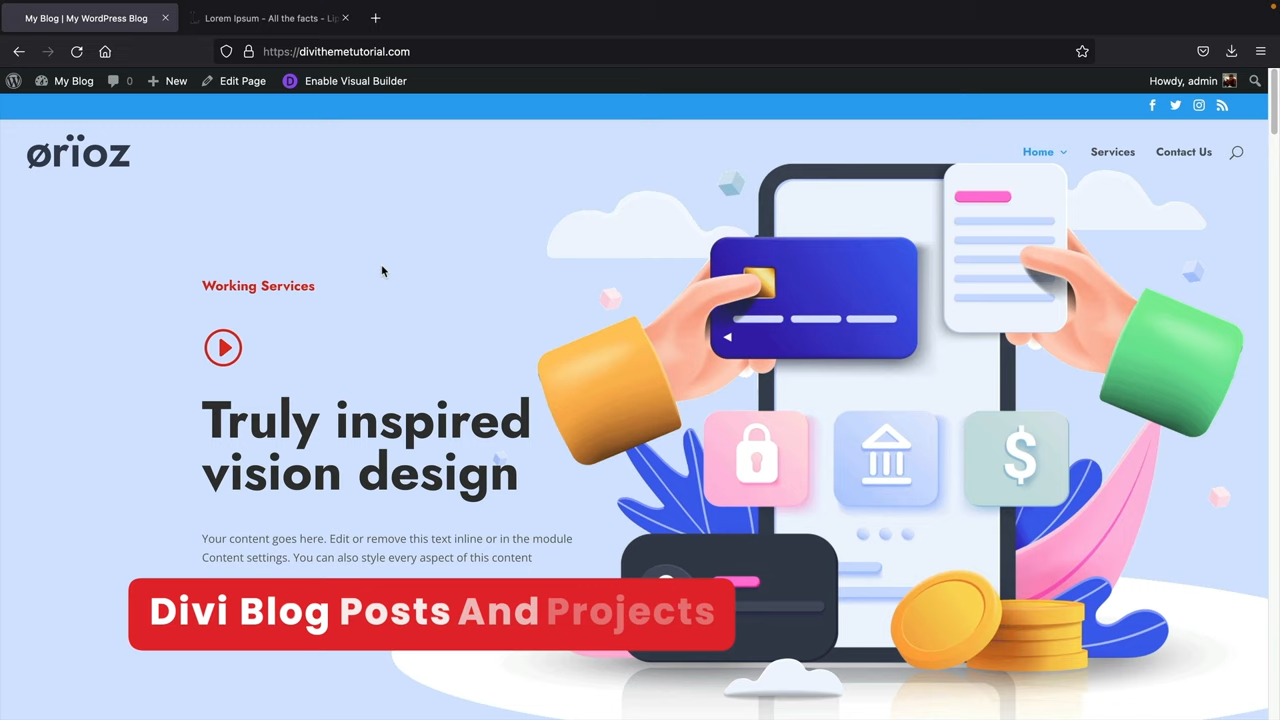 My Blog | My WordPress Blog
Lorem Ipsum - All the facts - Lip
https://divithemetutorial.com
My Blog
0
New
Edit Page
D
Enable Visual Builder
Howdy, admin
ørïoz
Home
Services
Contact Us
Working Services
Truly inspired
vision design
Your content goes here. Edit or remove this text inline or in the module
Content settings. You can also style every aspect of this content
$
Divi Blog Posts And Projects